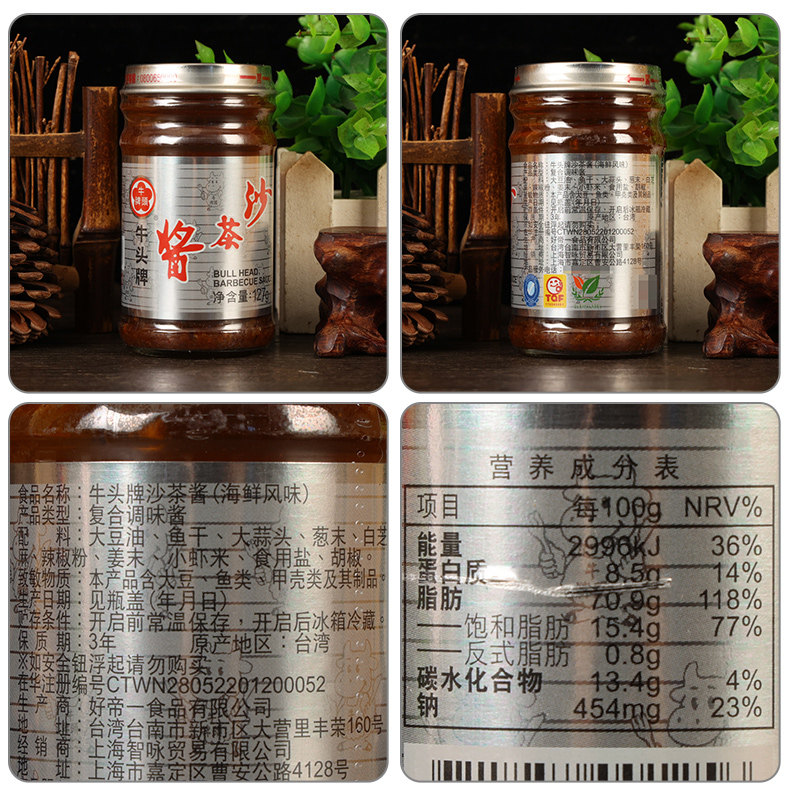 牛
牌頭
牛头牌
沙茶醬
BULL HEAD
BARBECUE SAUCE
净含量:127g
TQF
食品名称:牛头牌沙茶酱(海鲜风味)
产品类型:复合调味酱
配 料:大豆油、鱼干、大蒜头、葱末、白芝
麻、辣椒粉、姜末、小虾米、食用盐、胡椒。
致敏物质:本产品含大豆、鱼类、甲壳类及其制品。
生产日期:见瓶盖(年月日)
贮存条件:开启前常温保存,开启后冰箱冷藏。
保质期:3年 原产地区:台湾
※如安全钮浮起请勿购买
在华注册编号CTWN28052201200052
生产商:好帝一食品有限公司
地址:台湾台南市新市区大营里丰荣160号
经销商:上海智咏贸易有限公司
地址:上海市嘉定区曹安公路4128号
营养成分表
项目 每100g NRV%
能量 2996kJ 36%
蛋白质 8.5g 14%
脂肪 70.9g 118%
——饱和脂肪 15.4g 77%
——反式脂肪 0.8g
碳水化合物 13.4g 4%
钠 454mg 23%